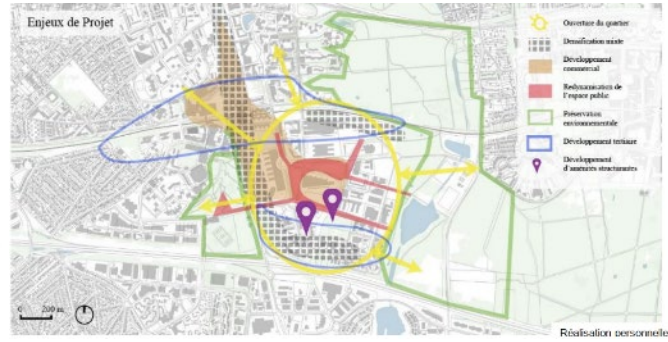 Enjeux de Projet
Ouverture du quartier
Densification mixte
Développement
commercial
Redynamisation de
l'espace public
Préservation
environnementale
Développement tertiaire
Développement
d'aménités structurantes
0 200 m
Réalisation personnelle